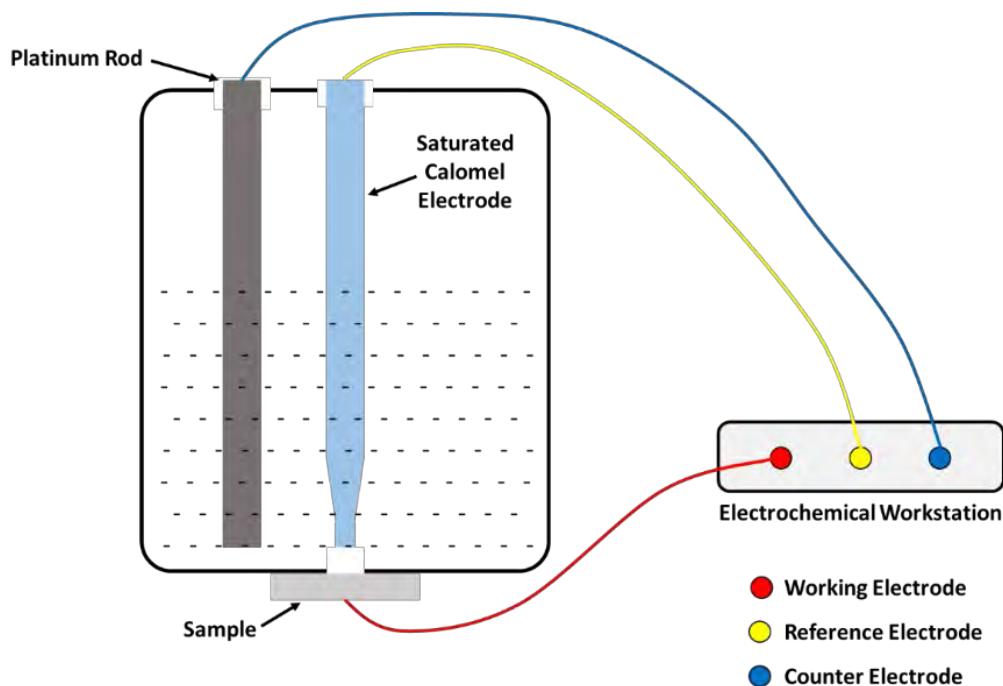 Platinum Rod
Saturated
Calomel
Electrode
Electrochemical Workstation
Sample
Working Electrode
Reference Electrode
Counter Electrode